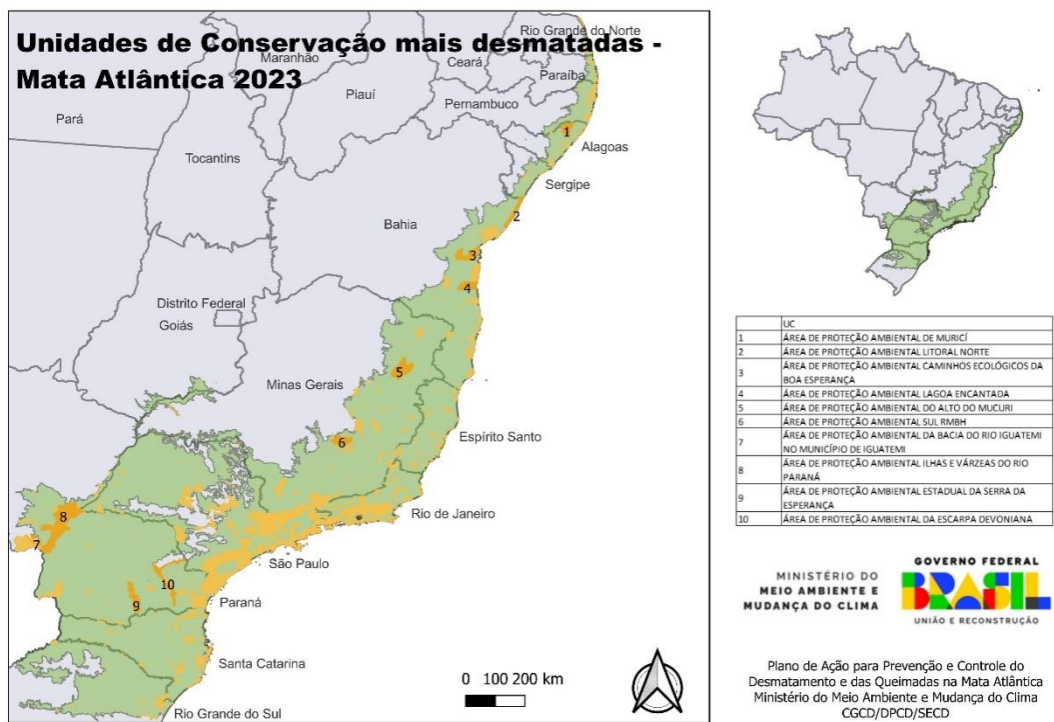 Unidades de Conservação mais desmatadas -
Mata Atlântica 2023
Rio Grande do Norte
Maranhão
Ceará
Paraíba
Piauí
Pernambuco
Pará
1
Alagoas
Tocantins
Sergipe
2
Bahia
3
4
Distrito Federal
Goiás
5
Minas Gerais
6
Espírito Santo
8
Rio de Janeiro
7
São Paulo
10
9
Paraná
Santa Catarina
Rio Grande do Sul
0 100 200 km
UC
1 ÁREA DE PROTEÇÃO AMBIENTAL DE MURICÍ
2 ÁREA DE PROTEÇÃO AMBIENTAL LITORAL NORTE
3 ÁREA DE PROTEÇÃO AMBIENTAL CAMINHOS ECOLÓGICOS DA
BOA ESPERANÇA
4 ÁREA DE PROTEÇÃO AMBIENTAL LAGOA ENCANTADA
5 ÁREA DE PROTEÇÃO AMBIENTAL DO ALTO DO MUCURI
6 ÁREA DE PROTEÇÃO AMBIENTAL SUL RMBH
7 ÁREA DE PROTEÇÃO AMBIENTAL DA BACIA DO RIO IGUATEMI
NO MUNICÍPIO DE IGUATEMI
8 ÁREA DE PROTEÇÃO AMBIENTAL ILHAS E VÁRZEAS DO RIO
PARANÁ
9 ÁREA DE PROTEÇÃO AMBIENTAL ESTADUAL DA SERRA DA
ESPERANÇA
10 ÁREA DE PROTEÇÃO AMBIENTAL DA ESCARPA DEVONIANA
MINISTÉRIO DO
MEIO AMBIENTE E
MUDANÇA DO CLIMA
GOVERNO FEDERAL
BRASIL
UNIÃO E RECONSTRUÇÃO
Plano de Ação para Prevenção e Controle do
Desmatamento e das Queimadas na Mata Atlântica
Ministério do Meio Ambiente e Mudança do Clima
CGCD/DPCD/SECD